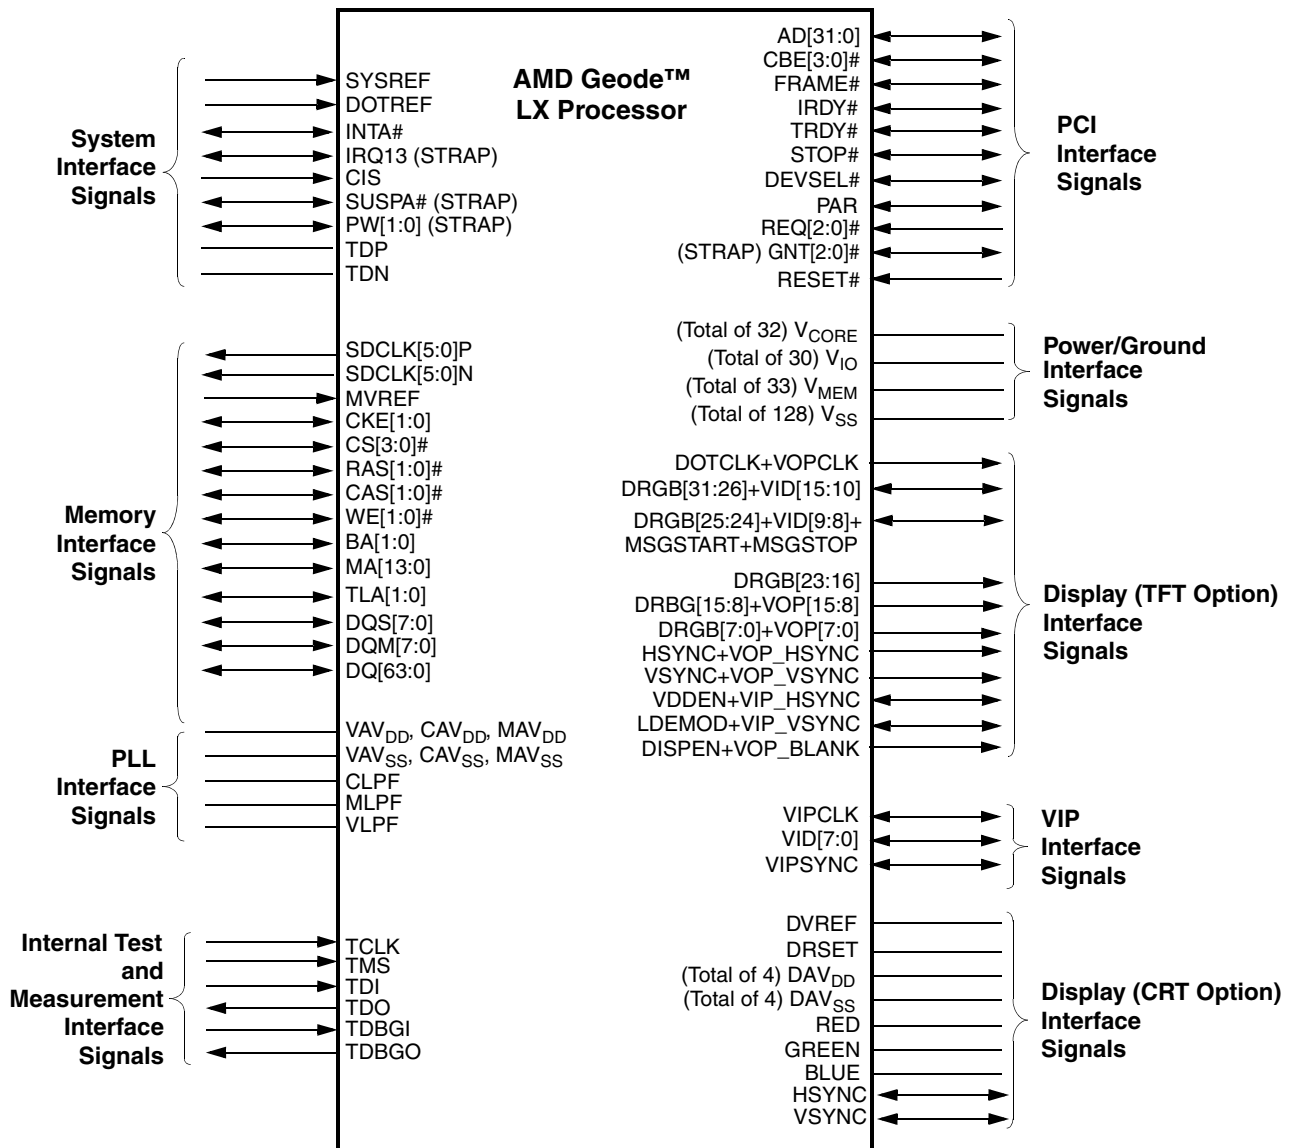 AMD Geode™
LX Processor
System
Interface
Signals
SYSREF
DOTREF
INTA#
IRQ13 (STRAP)
CIS
SUSPA# (STRAP)
PW[1:0] (STRAP)
TDP
TDN
Memory
Interface
Signals
SDCLK[5:0]P
SDCLK[5:0]N
MVREF
CKE[1:0]
CS[3:0]#
RAS[1:0]#
CAS[1:0]#
WE[1:0]#
BA[1:0]
MA[13:0]
TLA[1:0]
DQS[7:0]
DQM[7:0]
DQ[63:0]
PLL
Interface
Signals
VAVDD, CAVDD, MAVDD
VAVSS, CAVSS, MAVSS
CLPF
MLPF
VLPF
Internal Test
and
Measurement
Interface
Signals
TCLK
TMS
TDI
TDO
TDBGI
TDBGO
AD[31:0]
CBE[3:0]#
FRAME#
IRDY#
TRDY#
STOP#
DEVSEL#
PAR
REQ[2:0]#
(STRAP) GNT[2:0]#
RESET#
PCI
Interface
Signals
(Total of 32) VCORE
(Total of 30) VIO
(Total of 33) VMEM
(Total of 128) VSS
Power/Ground
Interface
Signals
DOTCLK+VOPCLK
DRGB[31:26]+VID[15:10]
DRGB[25:24]+VID[9:8]+
MSGSTART+MSGSTOP
DRGB[23:16]
DRBG[15:8]+VOP[15:8]
DRGB[7:0]+VOP[7:0]
HSYNC+VOP_HSYNC
VSYNC+VOP_VSYNC
VDDEN+VIP_HSYNC
LDEMOD+VIP_VSYNC
DISPEN+VOP_BLANK
Display (TFT Option)
Interface
Signals
VIPCLK
VID[7:0]
VIPSYNC
VIP
Interface
Signals
DVREF
DRSET
(Total of 4) DAVDD
(Total of 4) DAVSS
RED
GREEN
BLUE
HSYNC
VSYNC
Display (CRT Option)
Interface
Signals